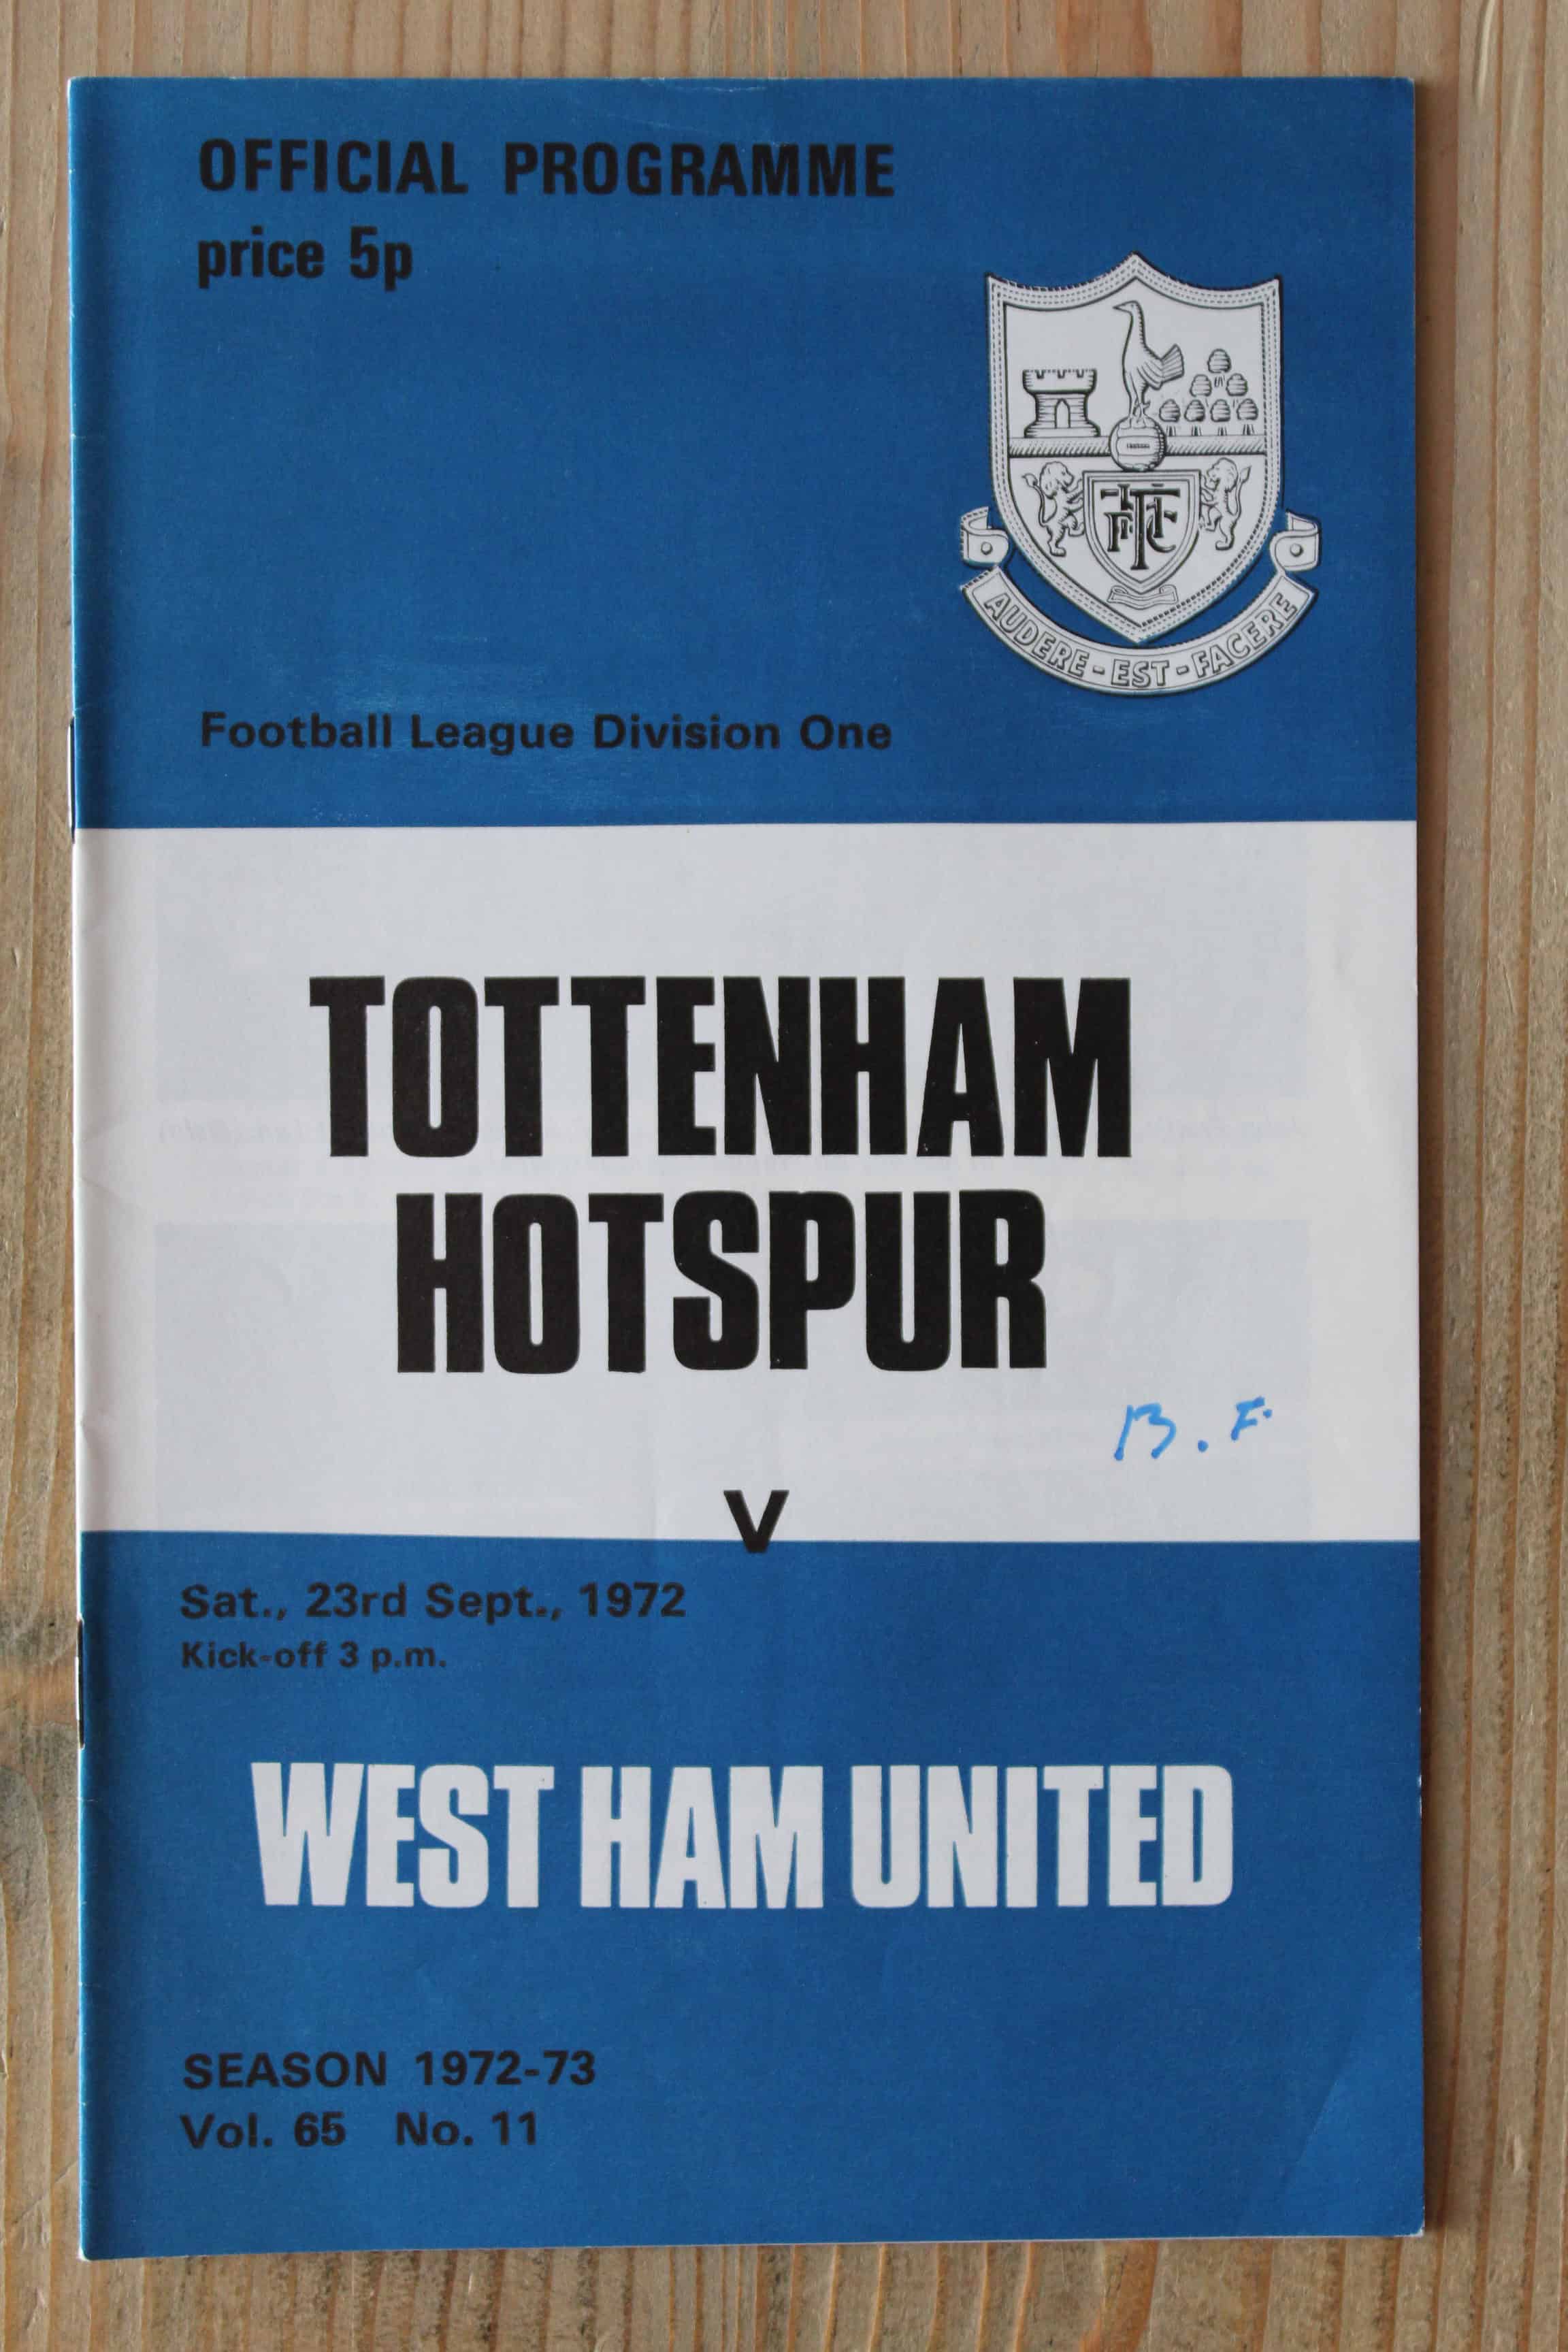 OFFICIAL PROGRAMME
price 5p
AUDERE-EST-FACERE
Football League Division One
TOTTENHAM
HOTSPUR
B. F.
V
Sat., 23rd Sept., 1972
Kick-off 3 p.m.
WEST HAM UNITED
SEASON 1972-73
Vol. 65 No. 11